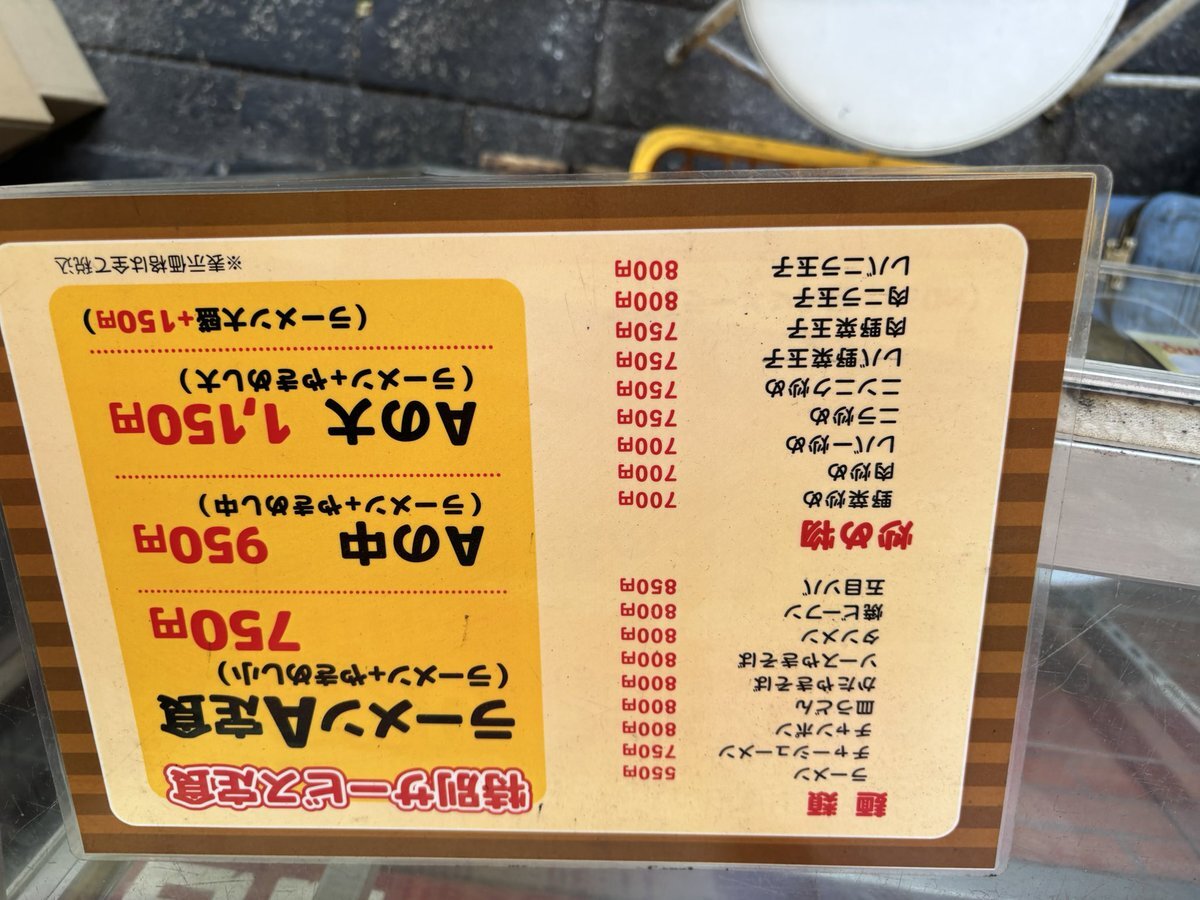 麺 類
ラーメン 550円
チャーシューメン 750円
チャンポン 800円
皿うどん 800円
かたやきそば 800円
ソースやきそば 800円
タンメン 800円
焼ビーフン 800円
五目ソバ 850円
炒め物
野菜炒め 700円
肉炒め 700円
レバー炒め 700円
ニラ炒め 750円
ニンニク炒め 750円
レバ野菜玉子 750円
肉野菜玉子 750円
肉ニラ玉子 800円
レバニラ玉子 800円
特別サービス定食
ラーメンA定食
(ラーメン+やきめし小)
750円
Aの中 950円
(ラーメン+やきめし中)
Aの大 1,150円
(ラーメン+やきめし大)
(ラーメン大盛+150円)
※表示価格は全て税込